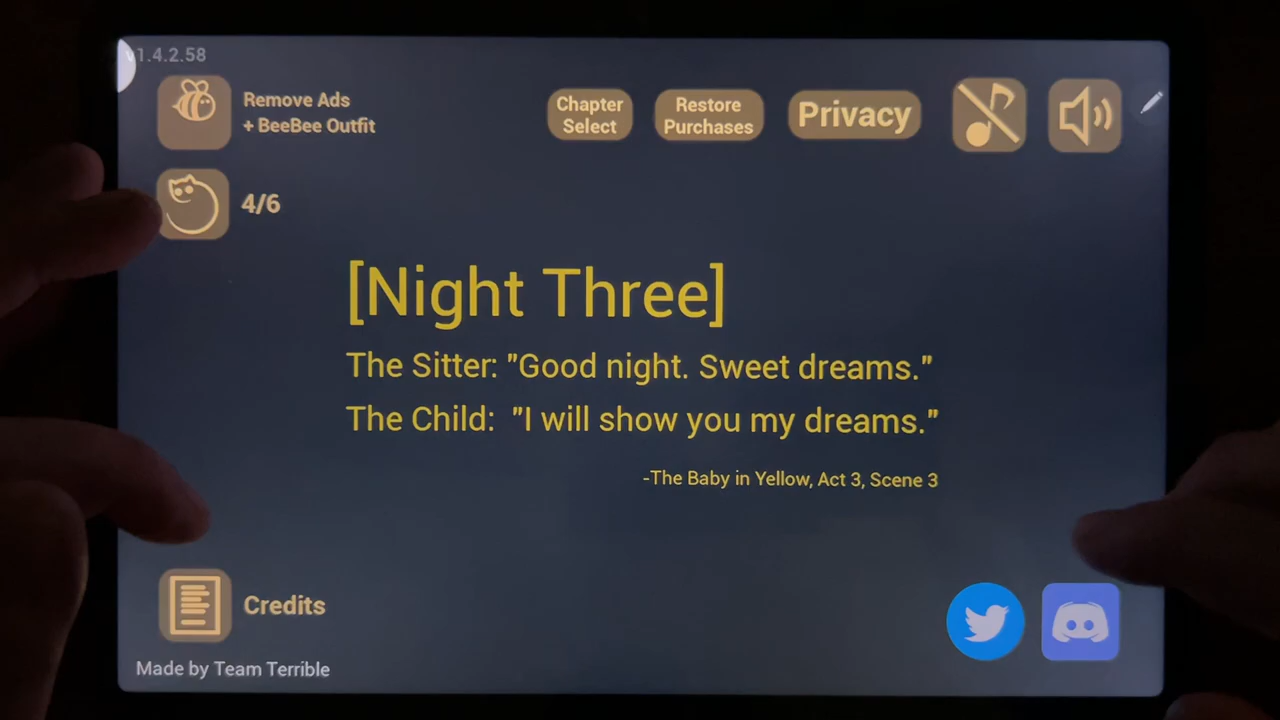 v1.4.2.58
Remove Ads
+ BeeBee Outfit
Chapter
Select
Restore
Purchases
Privacy
4/6
[Night Three]
The Sitter: "Good night. Sweet dreams."
The Child: "I will show you my dreams."
-The Baby in Yellow, Act 3, Scene 3
Credits
Made by Team Terrible